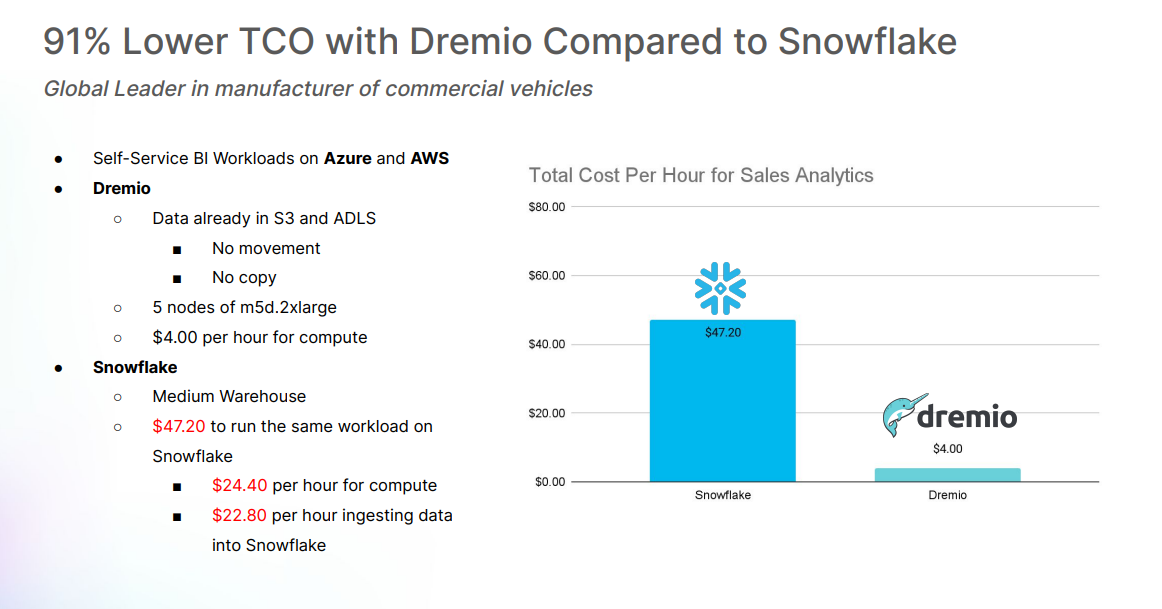 91% Lower TCO with Dremio Compared to Snowflake
Global Leader in manufacturer of commercial vehicles
● Self-Service BI Workloads on Azure and AWS
● Dremio
○ Data already in S3 and ADLS
■ No movement
■ No copy
○ 5 nodes of m5d.2xlarge
○ $4.00 per hour for compute
● Snowflake
○ Medium Warehouse
○ $47.20 to run the same workload on
Snowflake
■ $24.40 per hour for compute
■ $22.80 per hour ingesting data
into Snowflake
Total Cost Per Hour for Sales Analytics
$80.00
$60.00
$40.00
$20.00
$0.00
$47.20
dremio
$4.00
Snowflake
Dremio